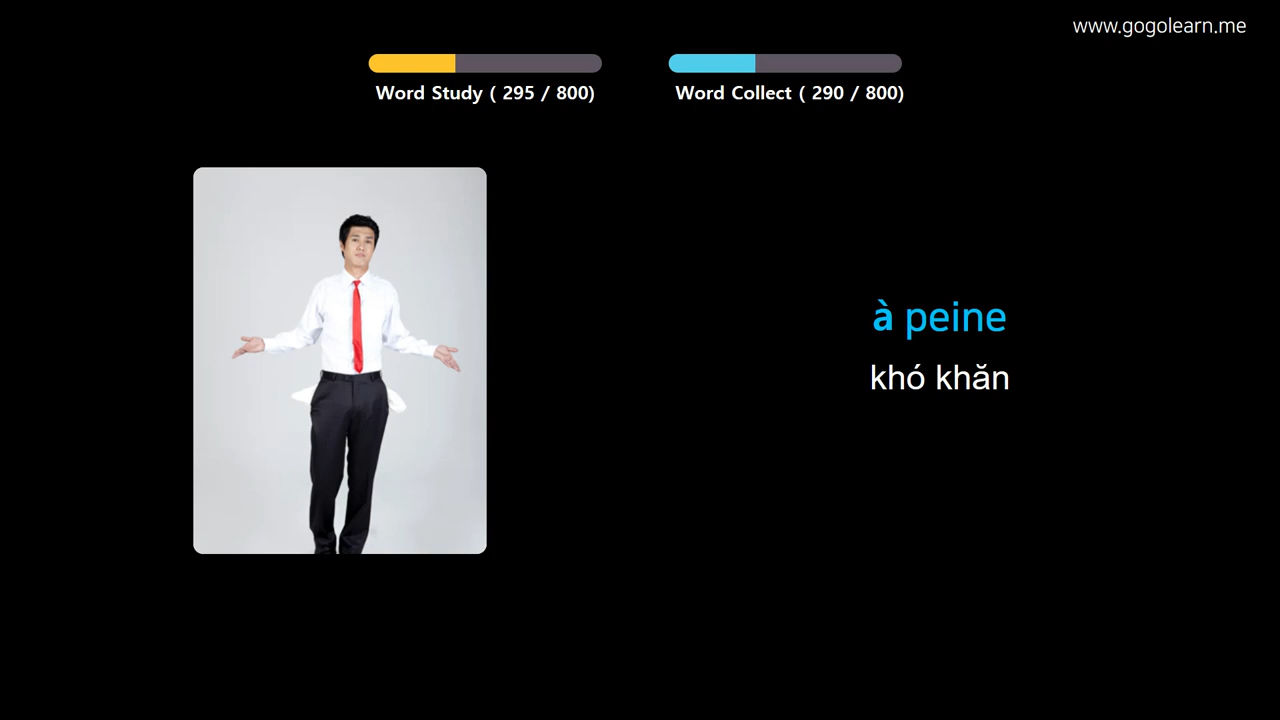 www.gogolearn.me
Word Study ( 295 / 800)
Word Collect ( 290 / 800)
à peine
khó khăn